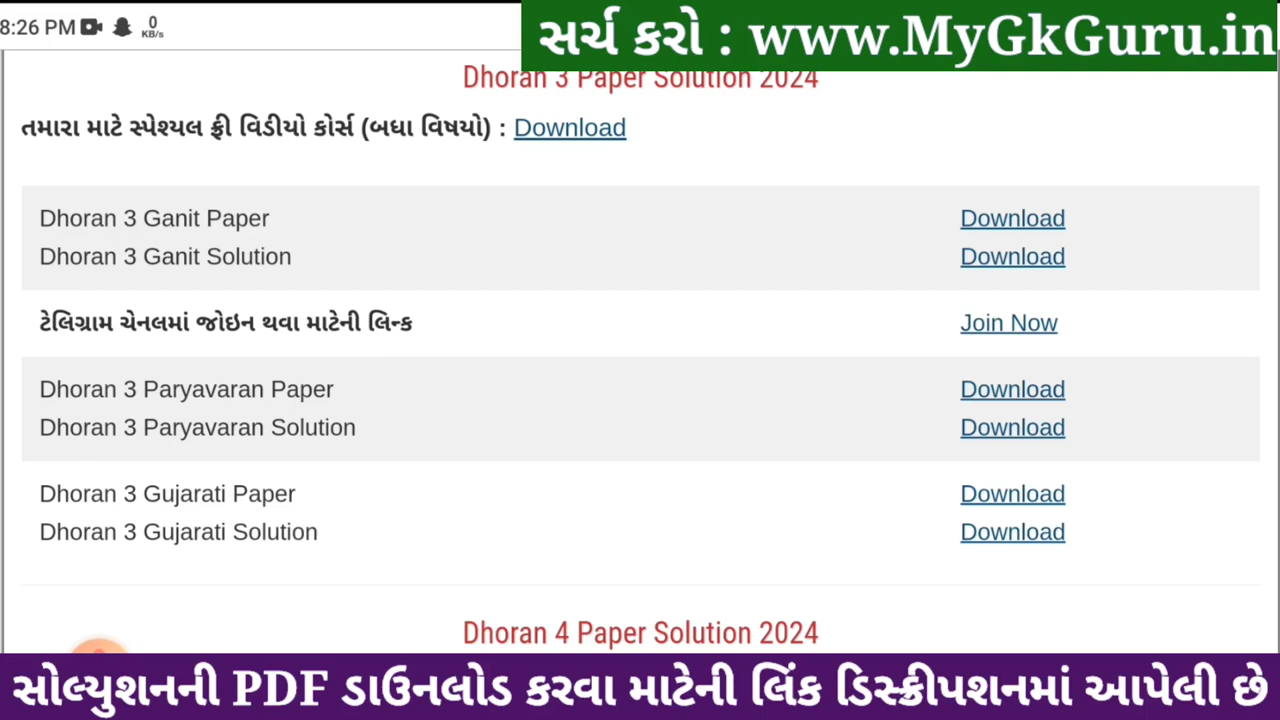 8:26 PM 0 KB/s
સર્ચ કરો : www.MyGkGuru.in
Dhoran 3 Paper Solution 2024
તમારા માટે સ્પેશ્યલ ફ્રી વિડીયો કોર્સ (બધા વિષયો) : Download
Dhoran 3 Ganit Paper Download
Dhoran 3 Ganit Solution Download
ટેલિગ્રામ ચેનલમાં જોઇન થવા માટેની લિન્ક Join Now
Dhoran 3 Paryavaran Paper Download
Dhoran 3 Paryavaran Solution Download
Dhoran 3 Gujarati Paper Download
Dhoran 3 Gujarati Solution Download
Dhoran 4 Paper Solution 2024
સોલ્યુશનની PDF ડાઉનલોડ કરવા માટેની લિંક ડિસ્ક્રીપશનમાં આપેલી છે